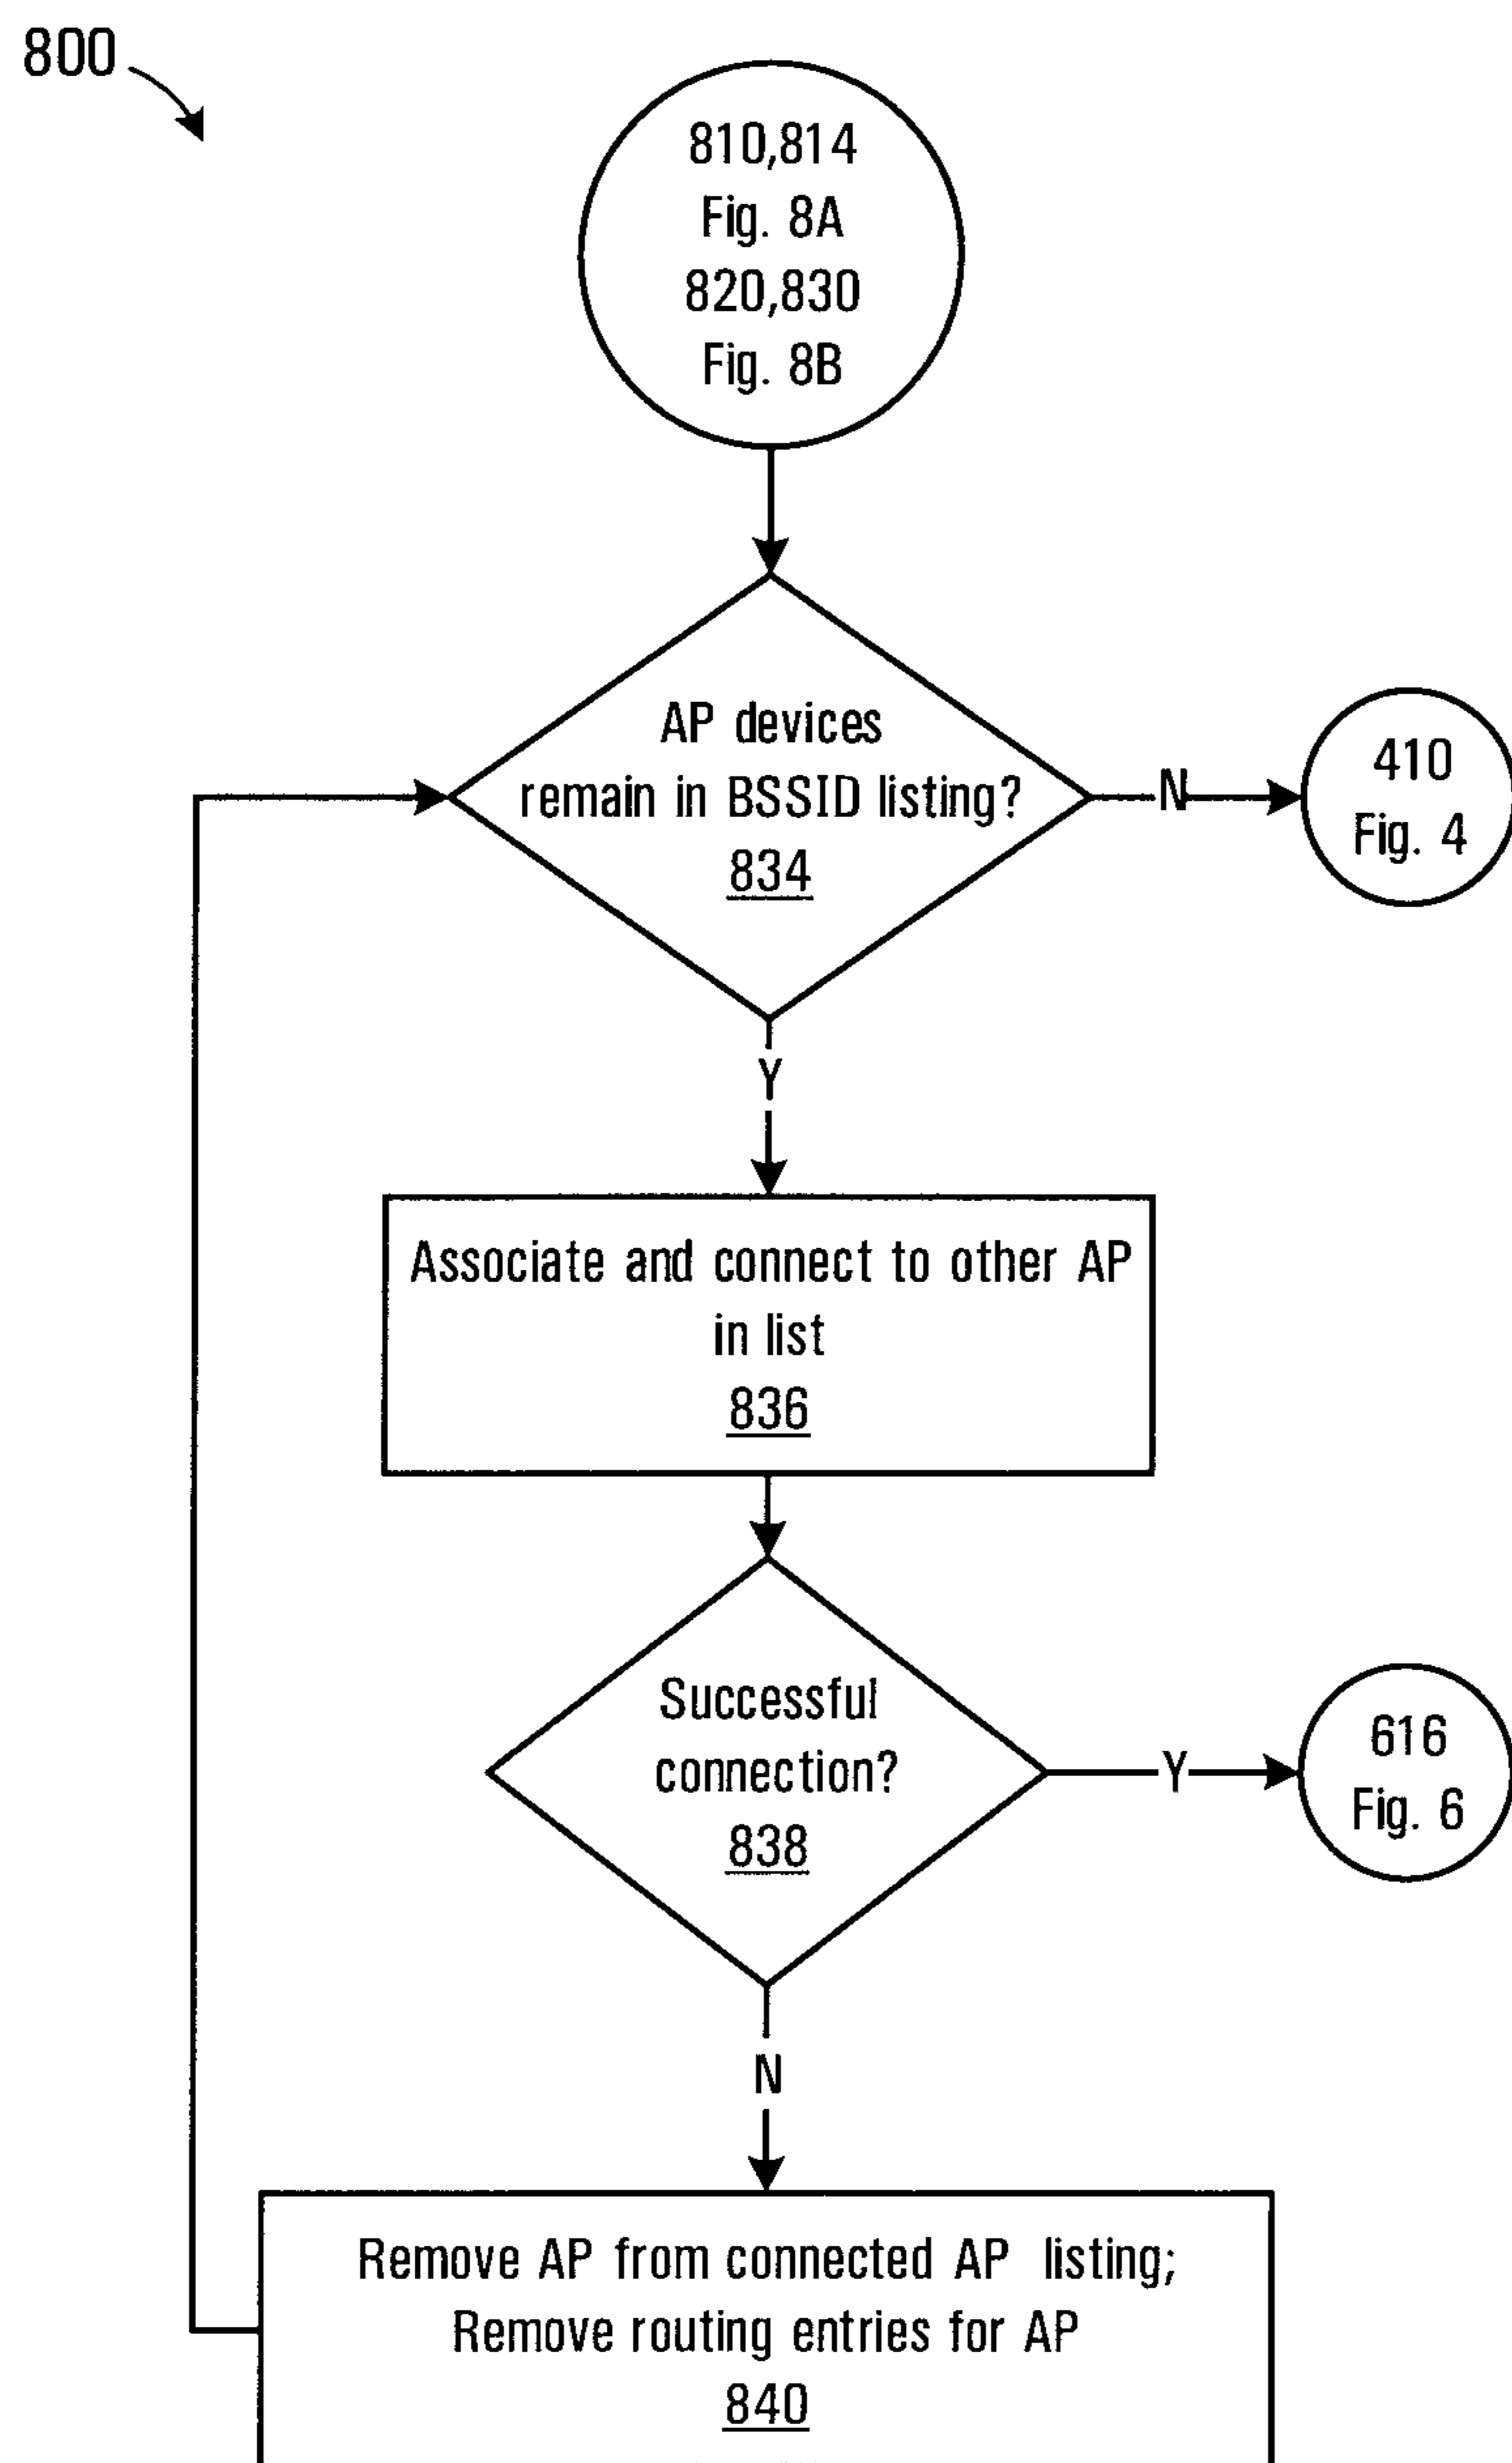 800
810,814
Fig. 8A
820,830
Fig. 8B
AP devices
remain in BSSID listing?
834
N
410
Fig. 4
Y
Associate and connect to other AP
in list
836
Successful
connection?
838
Y
616
Fig. 6
N
Remove AP from connected AP listing;
Remove routing entries for AP
840